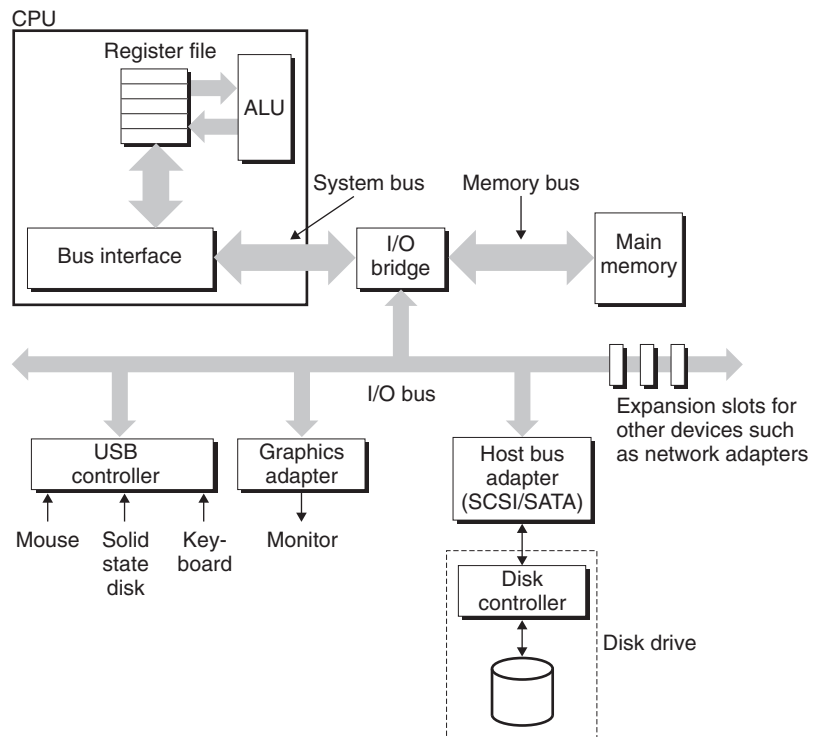 CPU
Register file
ALU
System bus
Memory bus
Bus interface
I/O
bridge
Main
memory
I/O bus
Expansion slots for
other devices such
as network adapters
USB
controller
Graphics
adapter
Host bus
adapter
(SCSI/SATA)
Mouse
Solid
state
disk
Key-
board
Monitor
Disk
controller
Disk drive